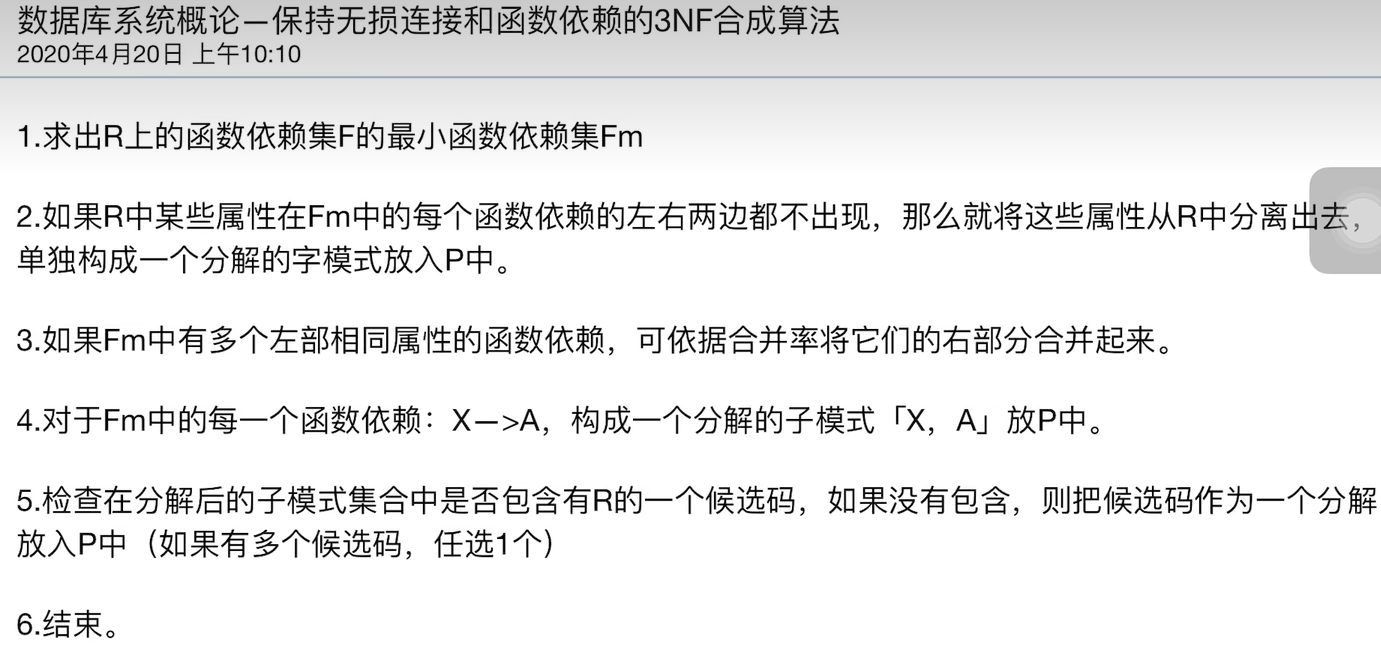 数据库系统概论—保持无损连接和函数依赖的3NF合成算法
2020年4月20日 上午10:10
1.求出R上的函数依赖集F的最小函数依赖集Fm
2.如果R中某些属性在Fm中的每个函数依赖的左右两边都不出现，那么就将这些属性从R中分离出去，
单独构成一个分解的字模式放入P中。
3.如果Fm中有多个左部相同属性的函数依赖，可依据合并率将它们的右部分合并起来。
4.对于Fm中的每一个函数依赖：X—>A，构成一个分解的子模式「X，A」放P中。
5.检查在分解后的子模式集合中是否包含有R的一个候选码，如果没有包含，则把候选码作为一个分解
放入P中（如果有多个候选码，任选1个）
6.结束。